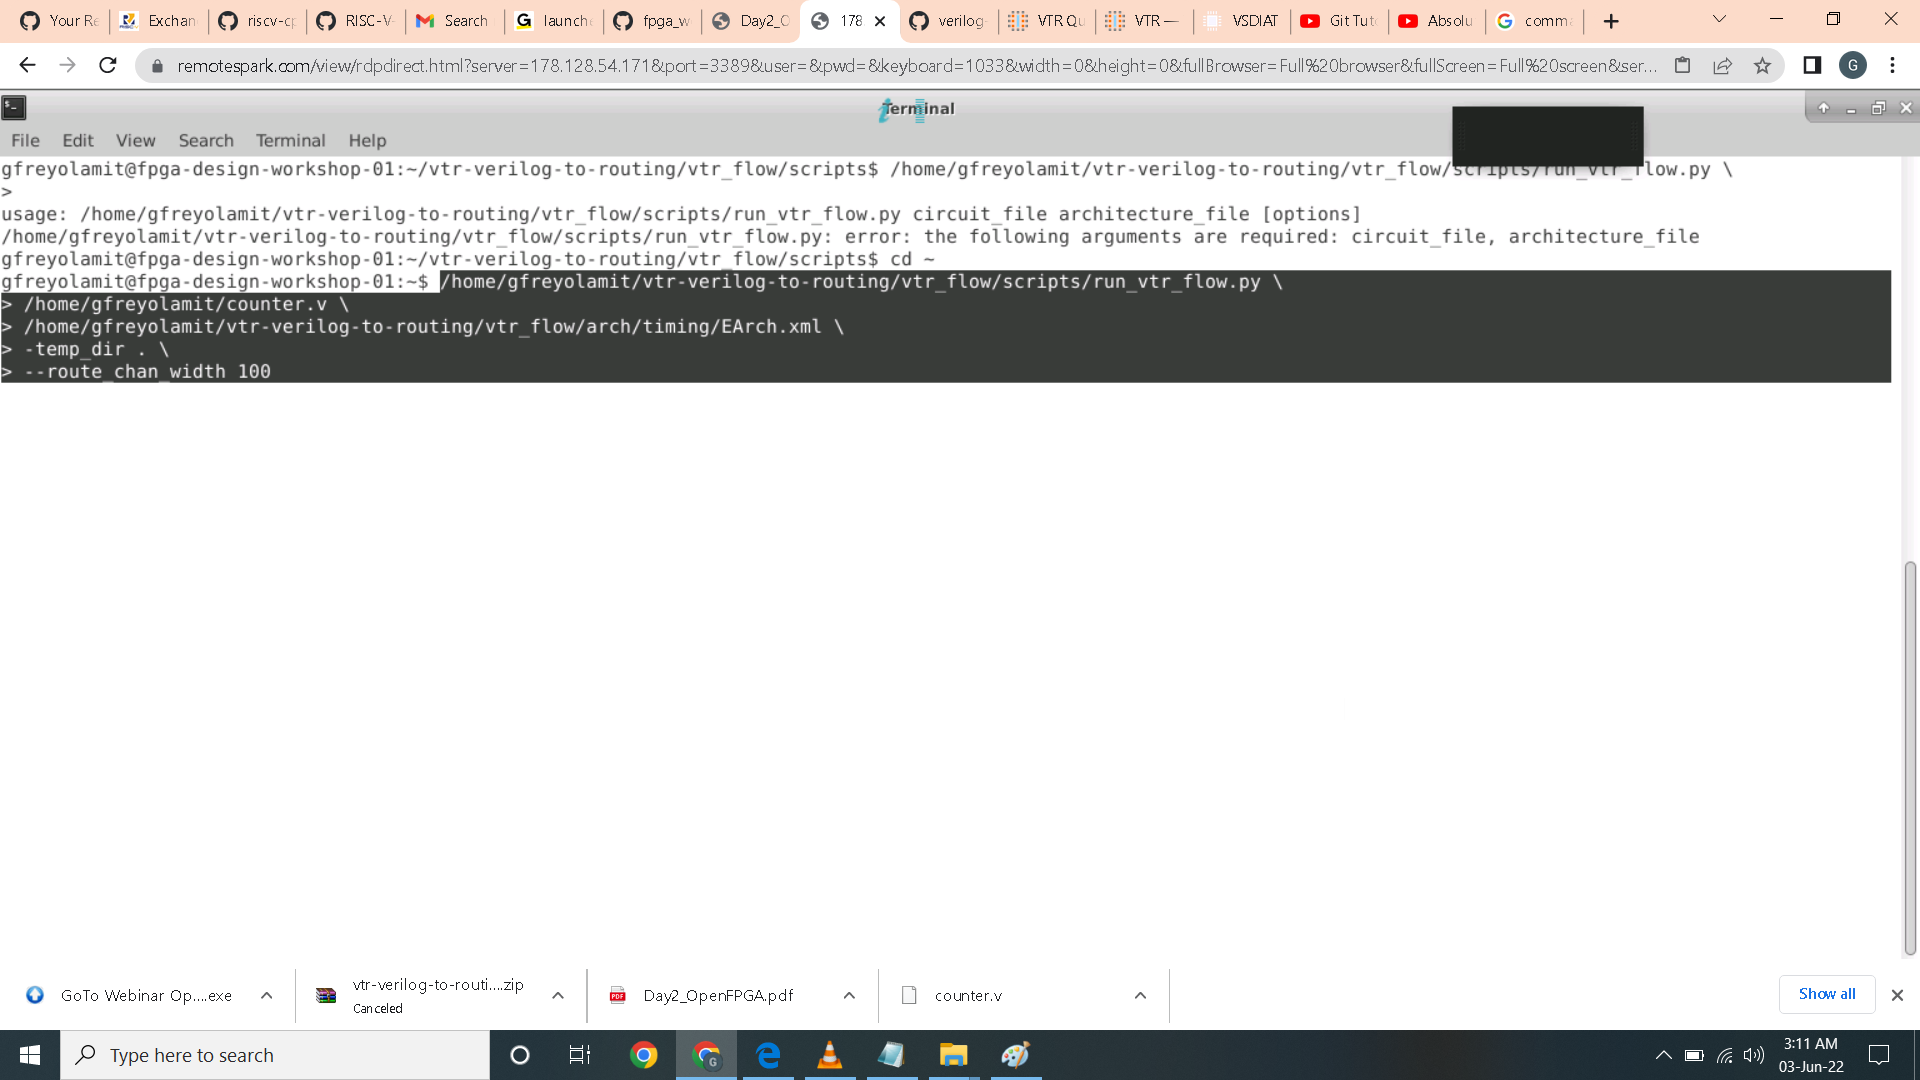 Your Re
Exchan
riscv-cp
RISC-V-
Search
launche
fpga_w
Day2_O
178
verilog-
VTR Qu
VTR —
VSDIAT
Git Tuto
Absolu
comma
remotespark.com/view/rdpdirect.html?server=178.128.54.171&port=3389&user=&pwd=&keyboard=1033&width=0&height=0&fullBrowser=Full%20browser&fullScreen=Full%20screen&ser...
G
Terminal
File Edit View Search Terminal Help
gfreyolamit@fpga-design-workshop-01:~/vtr-verilog-to-routing/vtr_flow/scripts$ /home/gfreyolamit/vtr-verilog-to-routing/vtr_flow/scripts/run_vtr_flow.py \
>
usage: /home/gfreyolamit/vtr-verilog-to-routing/vtr_flow/scripts/run_vtr_flow.py circuit_file architecture_file [options]
/home/gfreyolamit/vtr-verilog-to-routing/vtr_flow/scripts/run_vtr_flow.py: error: the following arguments are required: circuit_file, architecture_file
gfreyolamit@fpga-design-workshop-01:~/vtr-verilog-to-routing/vtr_flow/scripts$ cd ~
gfreyolamit@fpga-design-workshop-01:~$ /home/gfreyolamit/vtr-verilog-to-routing/vtr_flow/scripts/run_vtr_flow.py \
> /home/gfreyolamit/counter.v \
> /home/gfreyolamit/vtr-verilog-to-routing/vtr_flow/arch/timing/EArch.xml \
> -temp_dir . \
> --route_chan_width 100
GoTo Webinar Op....exe
vtr-verilog-to-routi....zip
Canceled
Day2_OpenFPGA.pdf
counter.v
Show all
Type here to search
3:11 AM
03-Jun-22